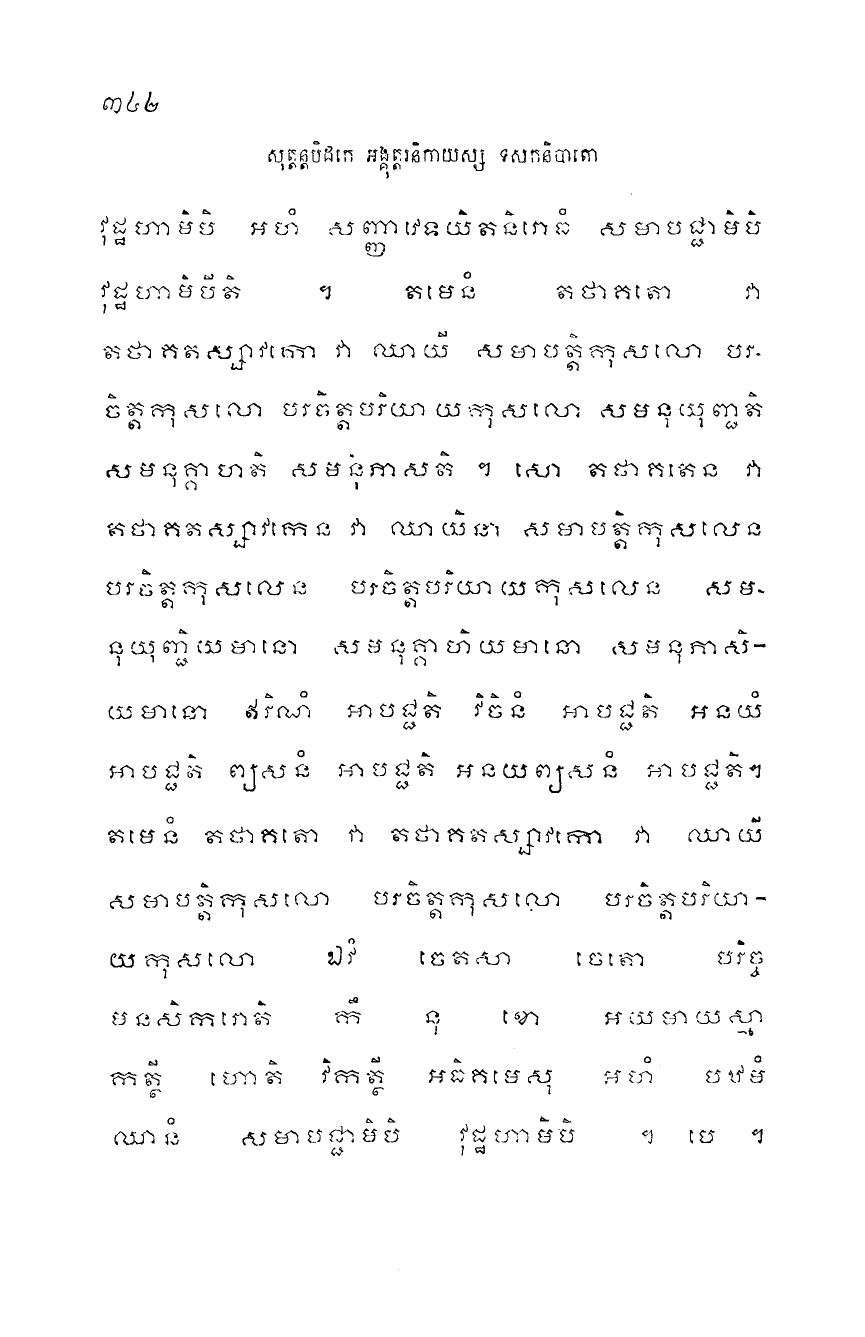 ៣៤២
សុត្តន្តបិដកេ អង្គុត្តរនិកាយស្ស ទសកនិបាតោ
វុដ្ឋហាមិបិ អហំ សញ្ញាវេទយិតនិរោធំ សមាបជ្ជាមិបិ
វុដ្ឋហាមិបីតិ ។ តមេនំ តថាគតោ វា
តថាគតស្សាវកោ វា ឈាយី សមាបត្តិកុសលោ បរ-
ចិត្តកុសលោ បរចិត្តបរិយាយកុសលោ សមនុយុញ្ជតិ
សមនុគ្គាហតិ សមនុភាសតិ ។ សោ តថាគតេន វា
តថាគតស្សាវកេន វា ឈាយិនា សមាបត្តិកុសលេន
បរចិត្តកុសលេន បរចិត្តបរិយាយកុសលេន សម-
នុយុញ្ជិយមានោ សមនុគ្គាហិយមានោ សមនុភាសិ-
យមានោ ឥរិណំ អាបជ្ជតិ វិចិនំ អាបជ្ជតិ អនយំ
អាបជ្ជតិ ព្យសនំ អាបជ្ជតិ អនយព្យសនំ អាបជ្ជតិ។
តមេនំ តថាគតោ វា តថាគតស្សាវកោ វា ឈាយី
សមាបត្តិកុសលោ បរចិត្តកុសលោ បរចិត្តបរិយា-
យកុសលោ ឯវំ ចេតសា ចេតោ បរិច្ច
មនសិករោតិ កឹ នុ ខោ អយមាយស្មា
កត្ថី ហោតិ វិកត្ថី អធិគមេសុ អហំ បឋមំ
ឈានំ សមាបជ្ជាមិបិ វុដ្ឋហាមិបិ ។ បេ ។